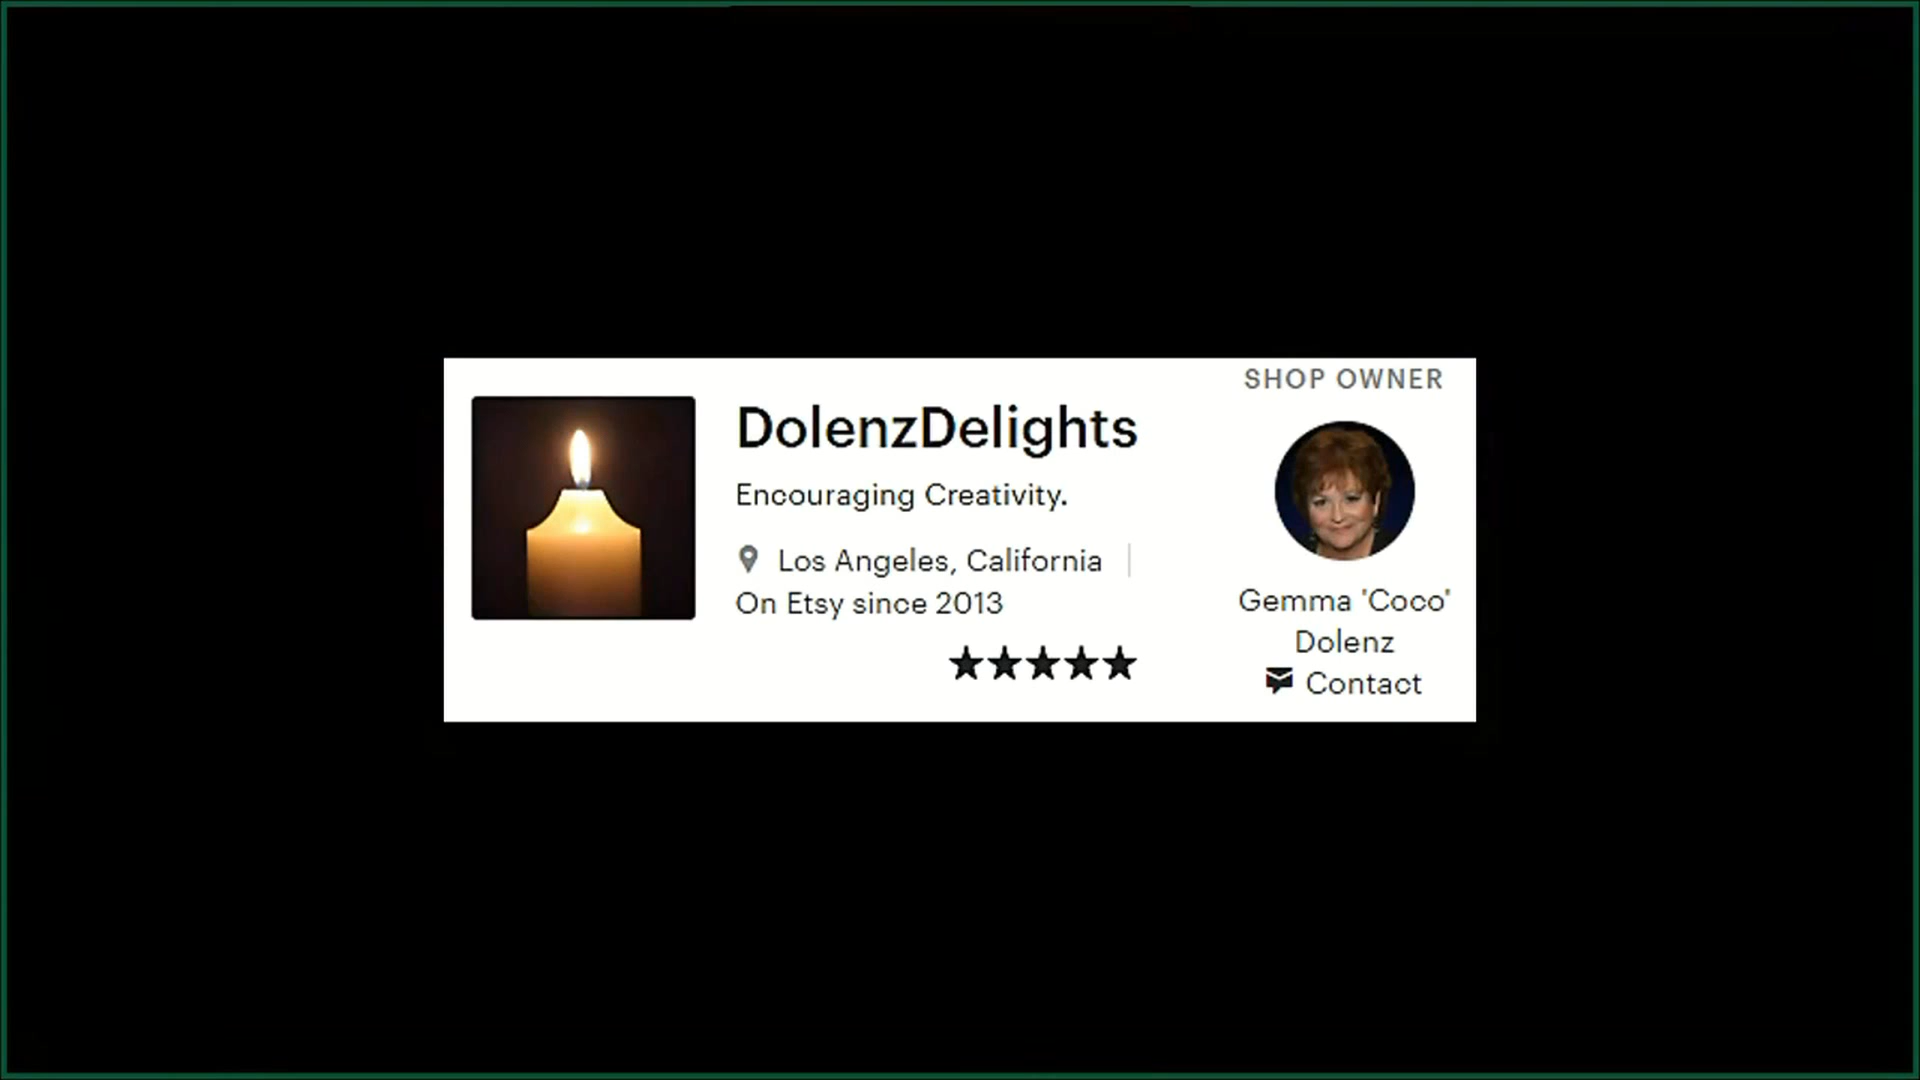 DolenzDelights
Encouraging Creativity.
Los Angeles, California
On Etsy since 2013
SHOP OWNER
Gemma 'Coco'
Dolenz
Contact